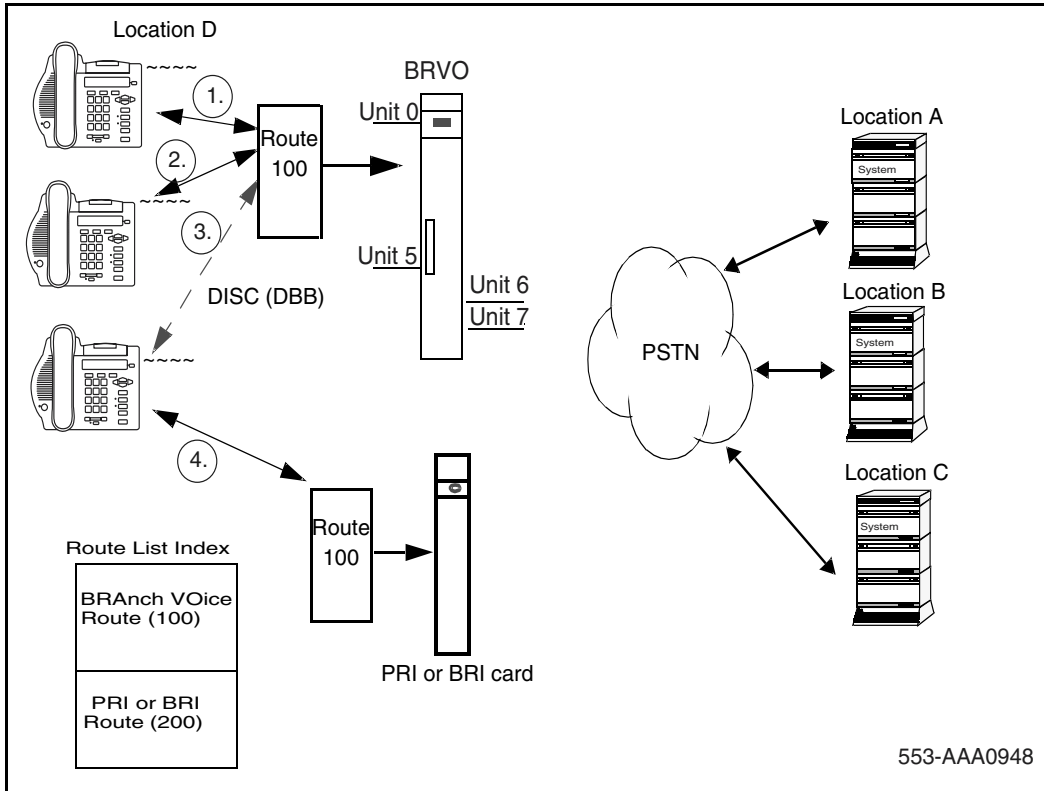 Location D
~~~~
1.
Route
100
BRVO
Unit 0
2.
~~~~
3.
Unit 5
DISC (DBB)
Unit 6
Unit 7
~~~~
4.
Route
100
PRI or BRI card
Route List Index
BRAnch VOice
Route (100)
PRI or BRI
Route (200)
PSTN
Location A
System
Location B
System
Location C
System
553-AAA0948